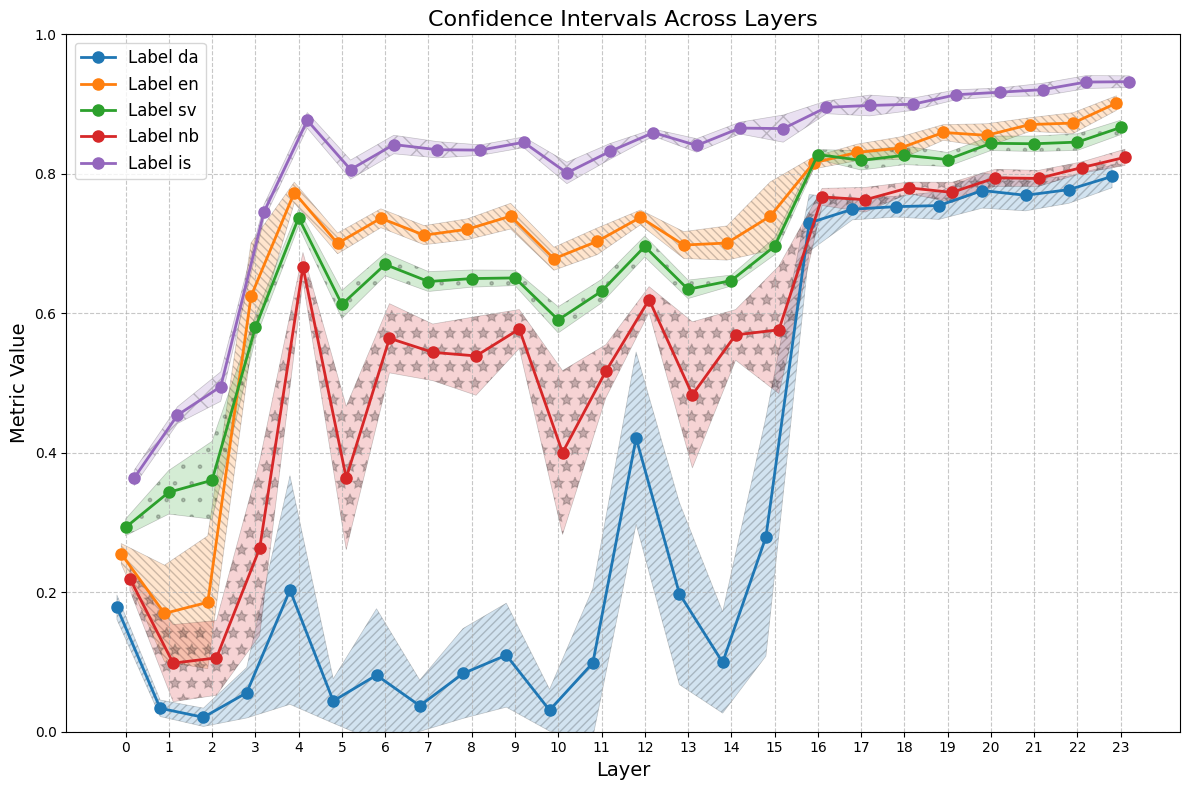 Confidence Intervals Across Layers
Label da
Label en
Label sv
Label nb
Label is
Metric Value
1.0
0.8
0.6
0.4
0.2
0.0
0 1 2 3 4 5 6 7 8 9 10 11 12 13 14 15 16 17 18 19 20 21 22 23
Layer